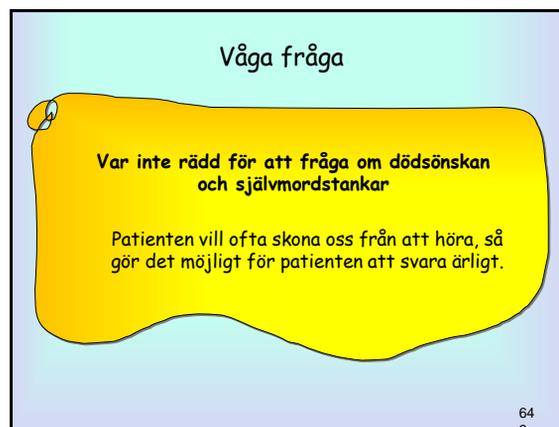 Våga fråga
Var inte rädd för att fråga om dödsönskan
och självmordstankar
Patienten vill ofta skona oss från att höra, så
gör det möjligt för patienten att svara ärligt.
64